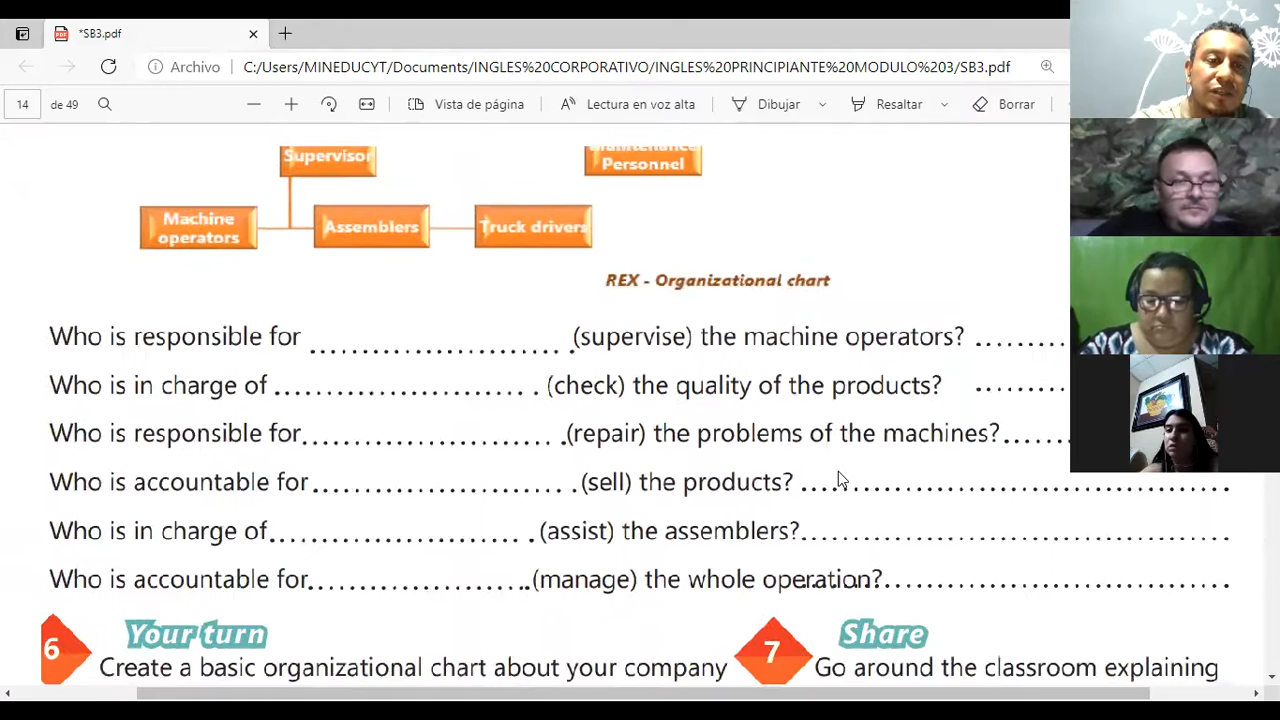 *SB3.pdf
Archivo C:/Users/MINEDUCYT/Documents/INGLES%20CORPORATIVO/INGLES%20PRINCIPIANTE%20MODULO%203/SB3.pdf
14 de 49 Vista de página Lectura en voz alta Dibujar Resaltar Borrar
Supervisor
Personnel
Machine operators Assemblers Truck drivers
REX - Organizational chart
Who is responsible for .......................... (supervise) the machine operators? .........
Who is in charge of .......................... (check) the quality of the products? .........
Who is responsible for.......................... (repair) the problems of the machines?.......
Who is accountable for.......................... (sell) the products? ..........................................
Who is in charge of.......................... (assist) the assemblers?..........................................
Who is accountable for.......................... (manage) the whole operation?..................................
6 Your turn
Create a basic organizational chart about your company
7 Share
Go around the classroom explaining